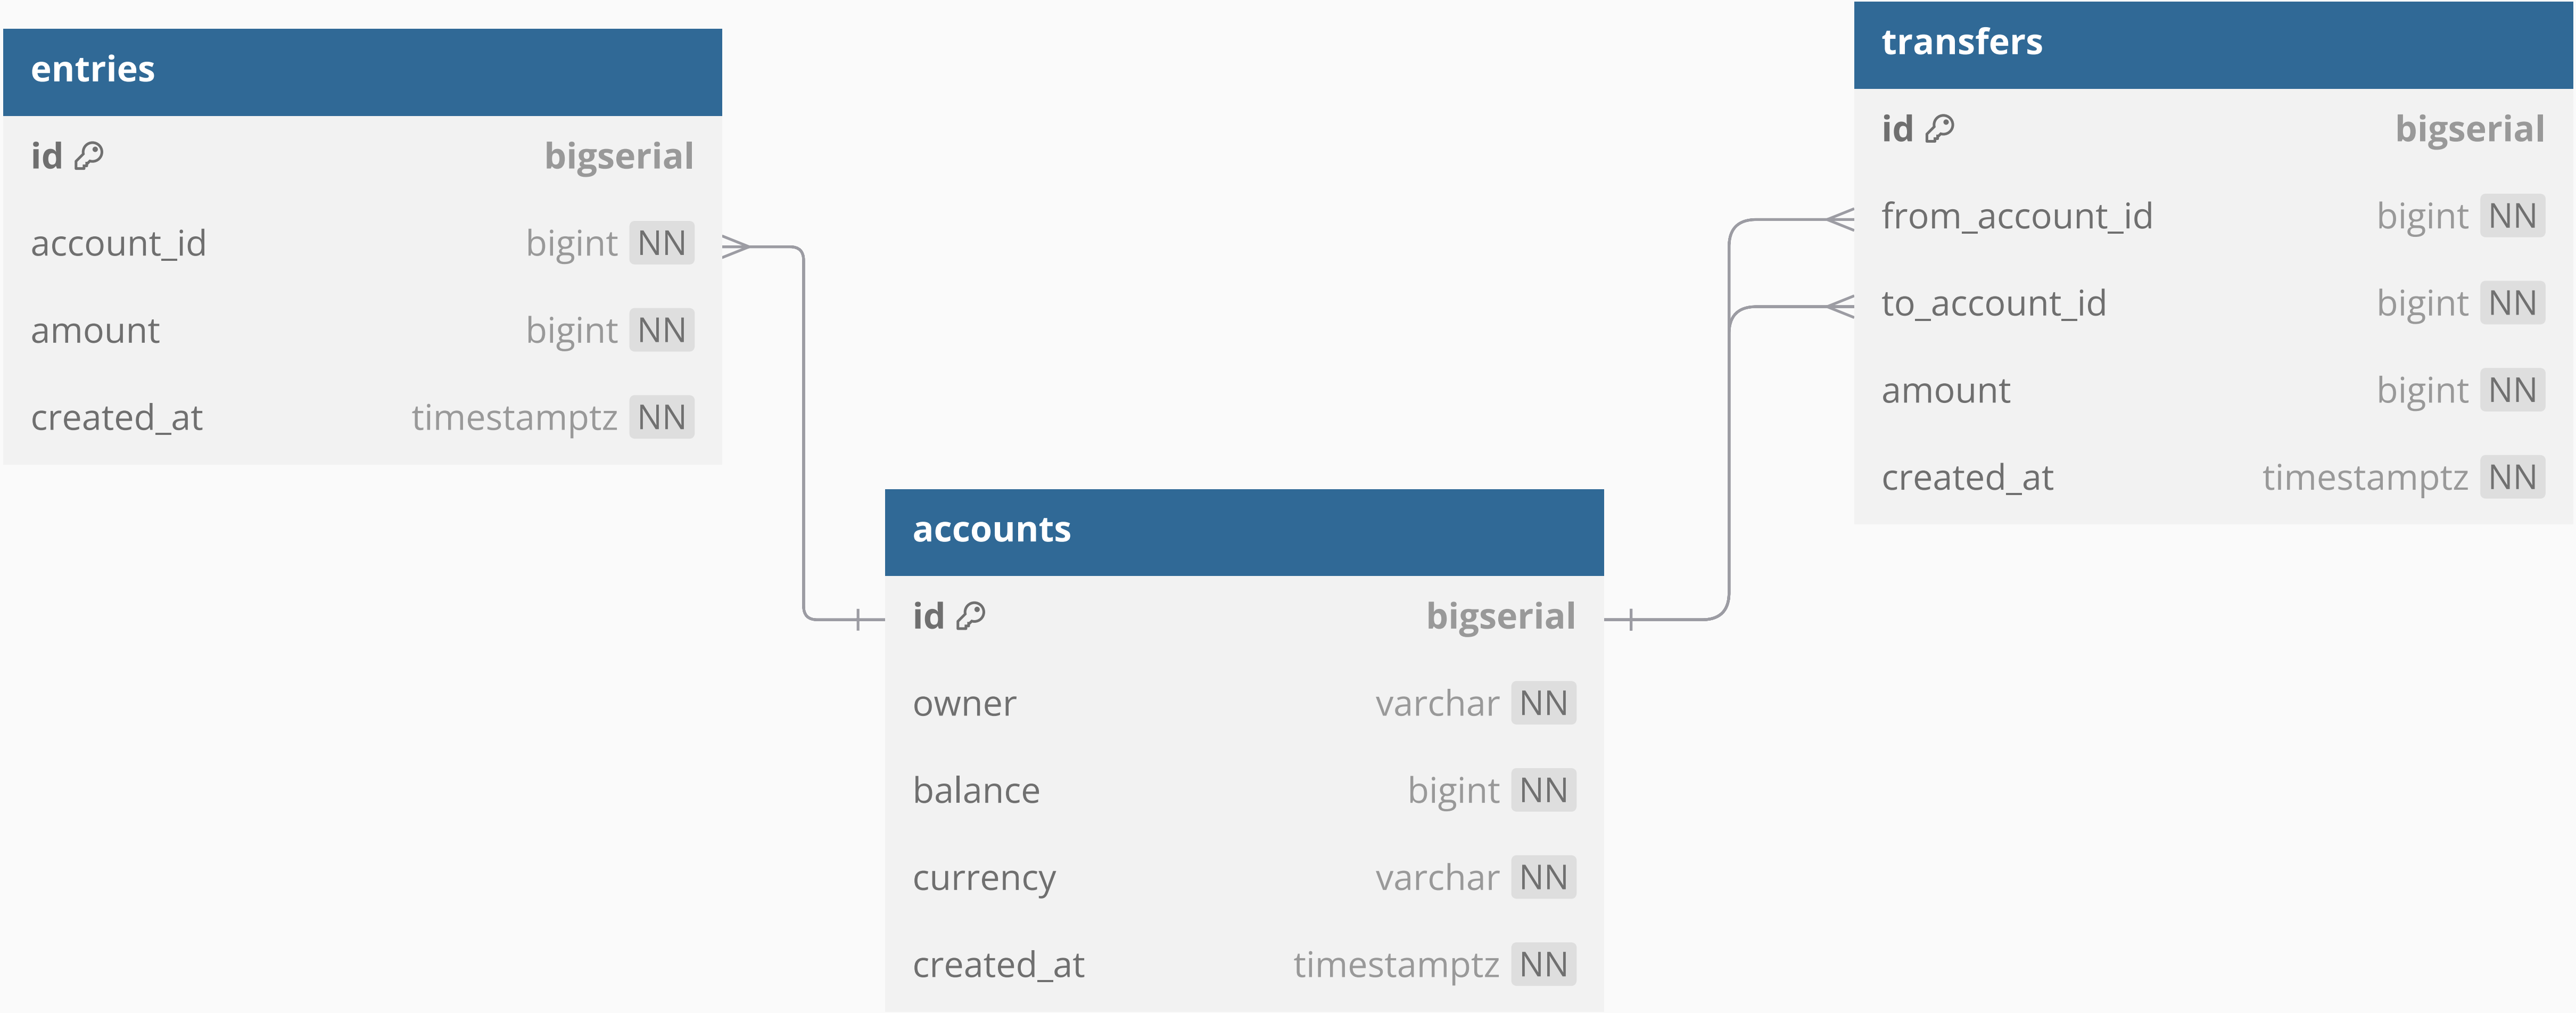 entries
id bigserial
account_id bigint NN
amount bigint NN
created_at timestamptz NN
transfers
id bigserial
from_account_id bigint NN
to_account_id bigint NN
amount bigint NN
created_at timestamptz NN
accounts
id bigserial
owner varchar NN
balance bigint NN
currency varchar NN
created_at timestamptz NN